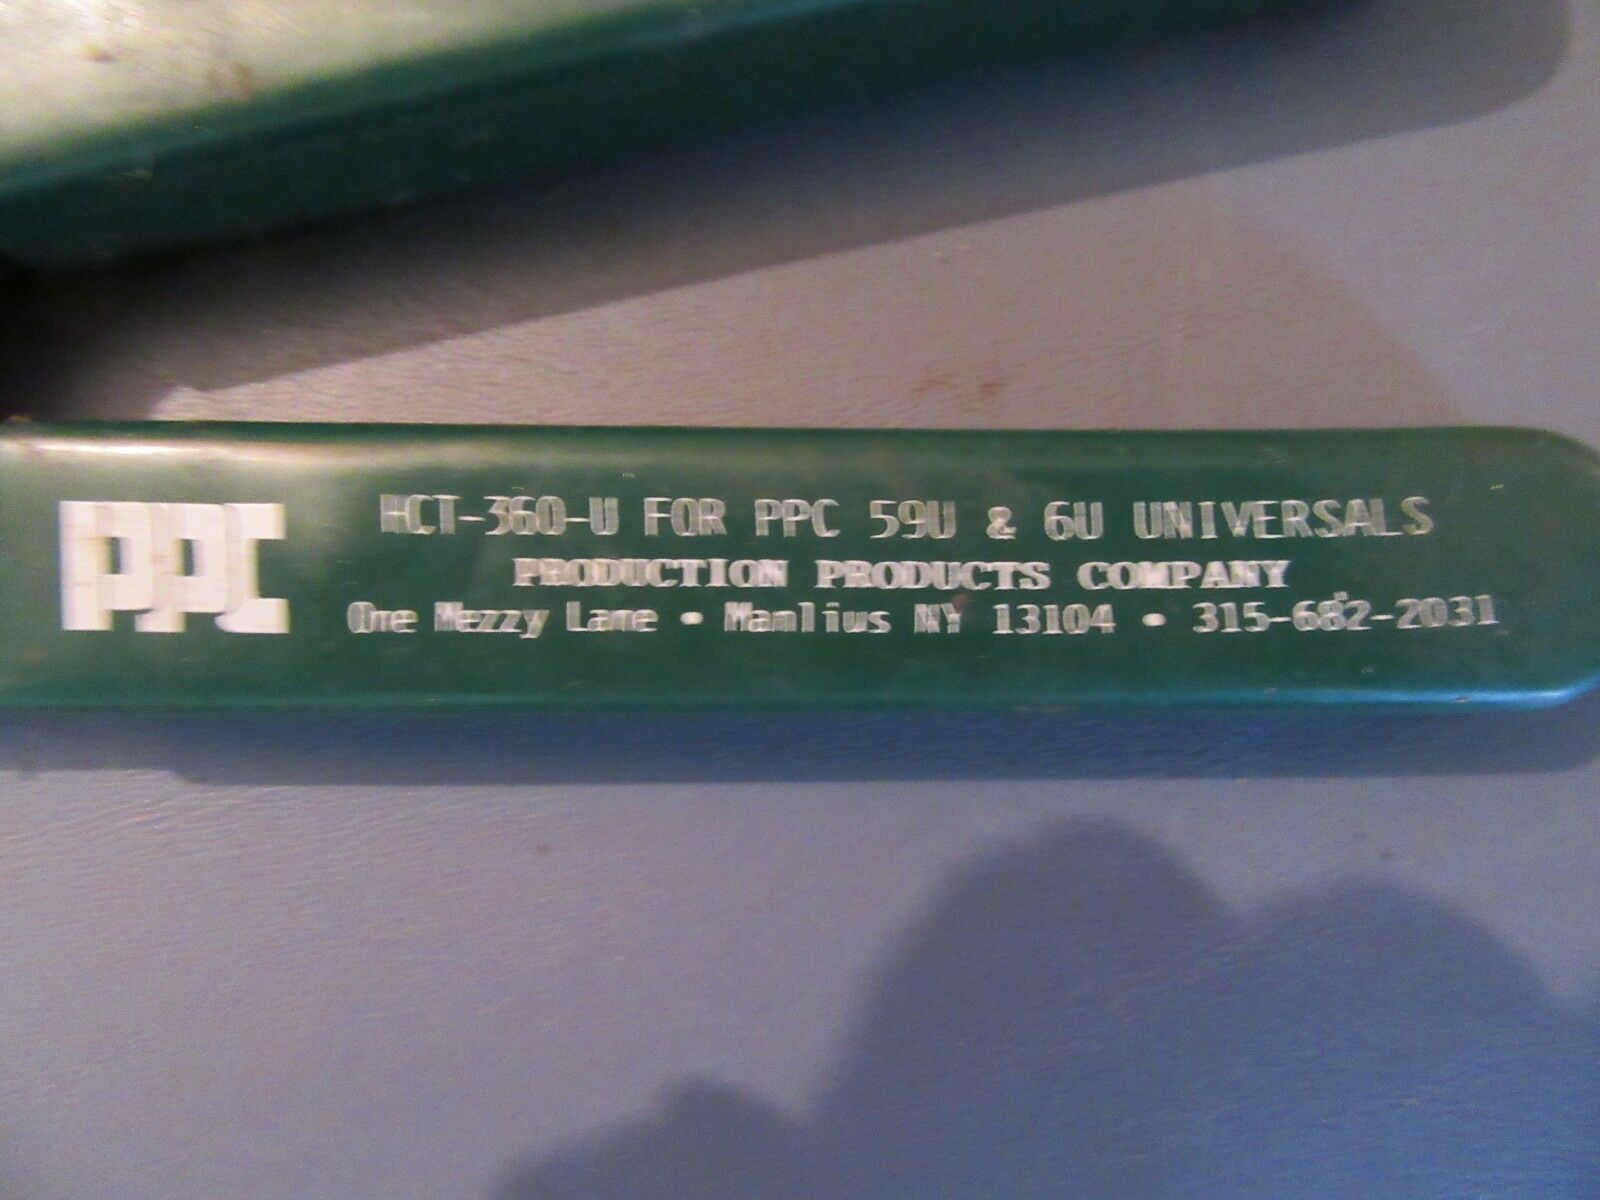 PPC
HCT-360-U FOR PPC 59U & 6U UNIVERSALS
PRODUCTION PRODUCTS COMPANY
One Mezzy Lane • Manlius NY 13104 • 315-682-2031